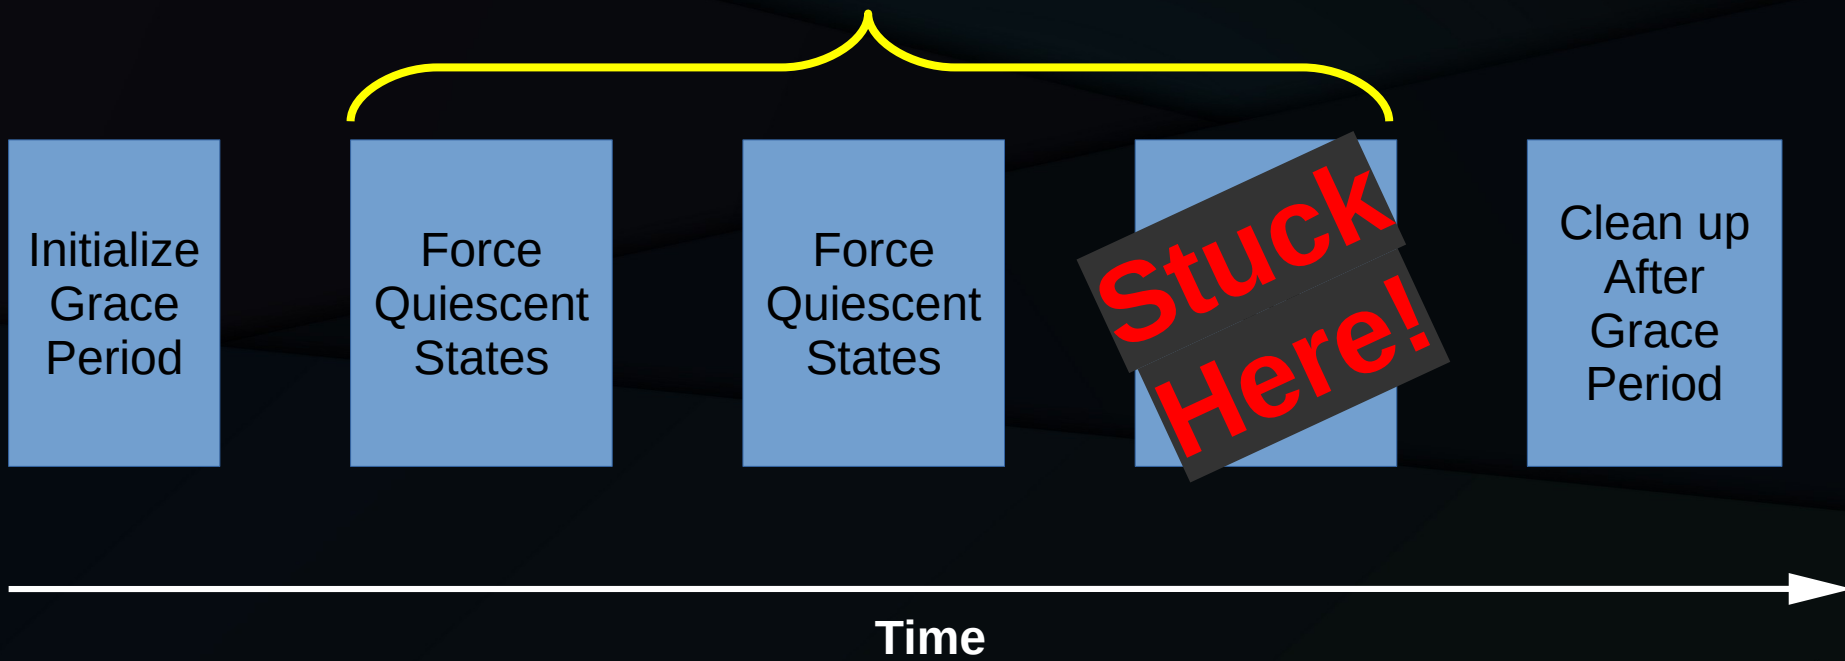 Initialize
Grace
Period
Force
Quiescent
States
Force
Quiescent
States
Stuck
Here!
Clean up
After
Grace
Period
Time